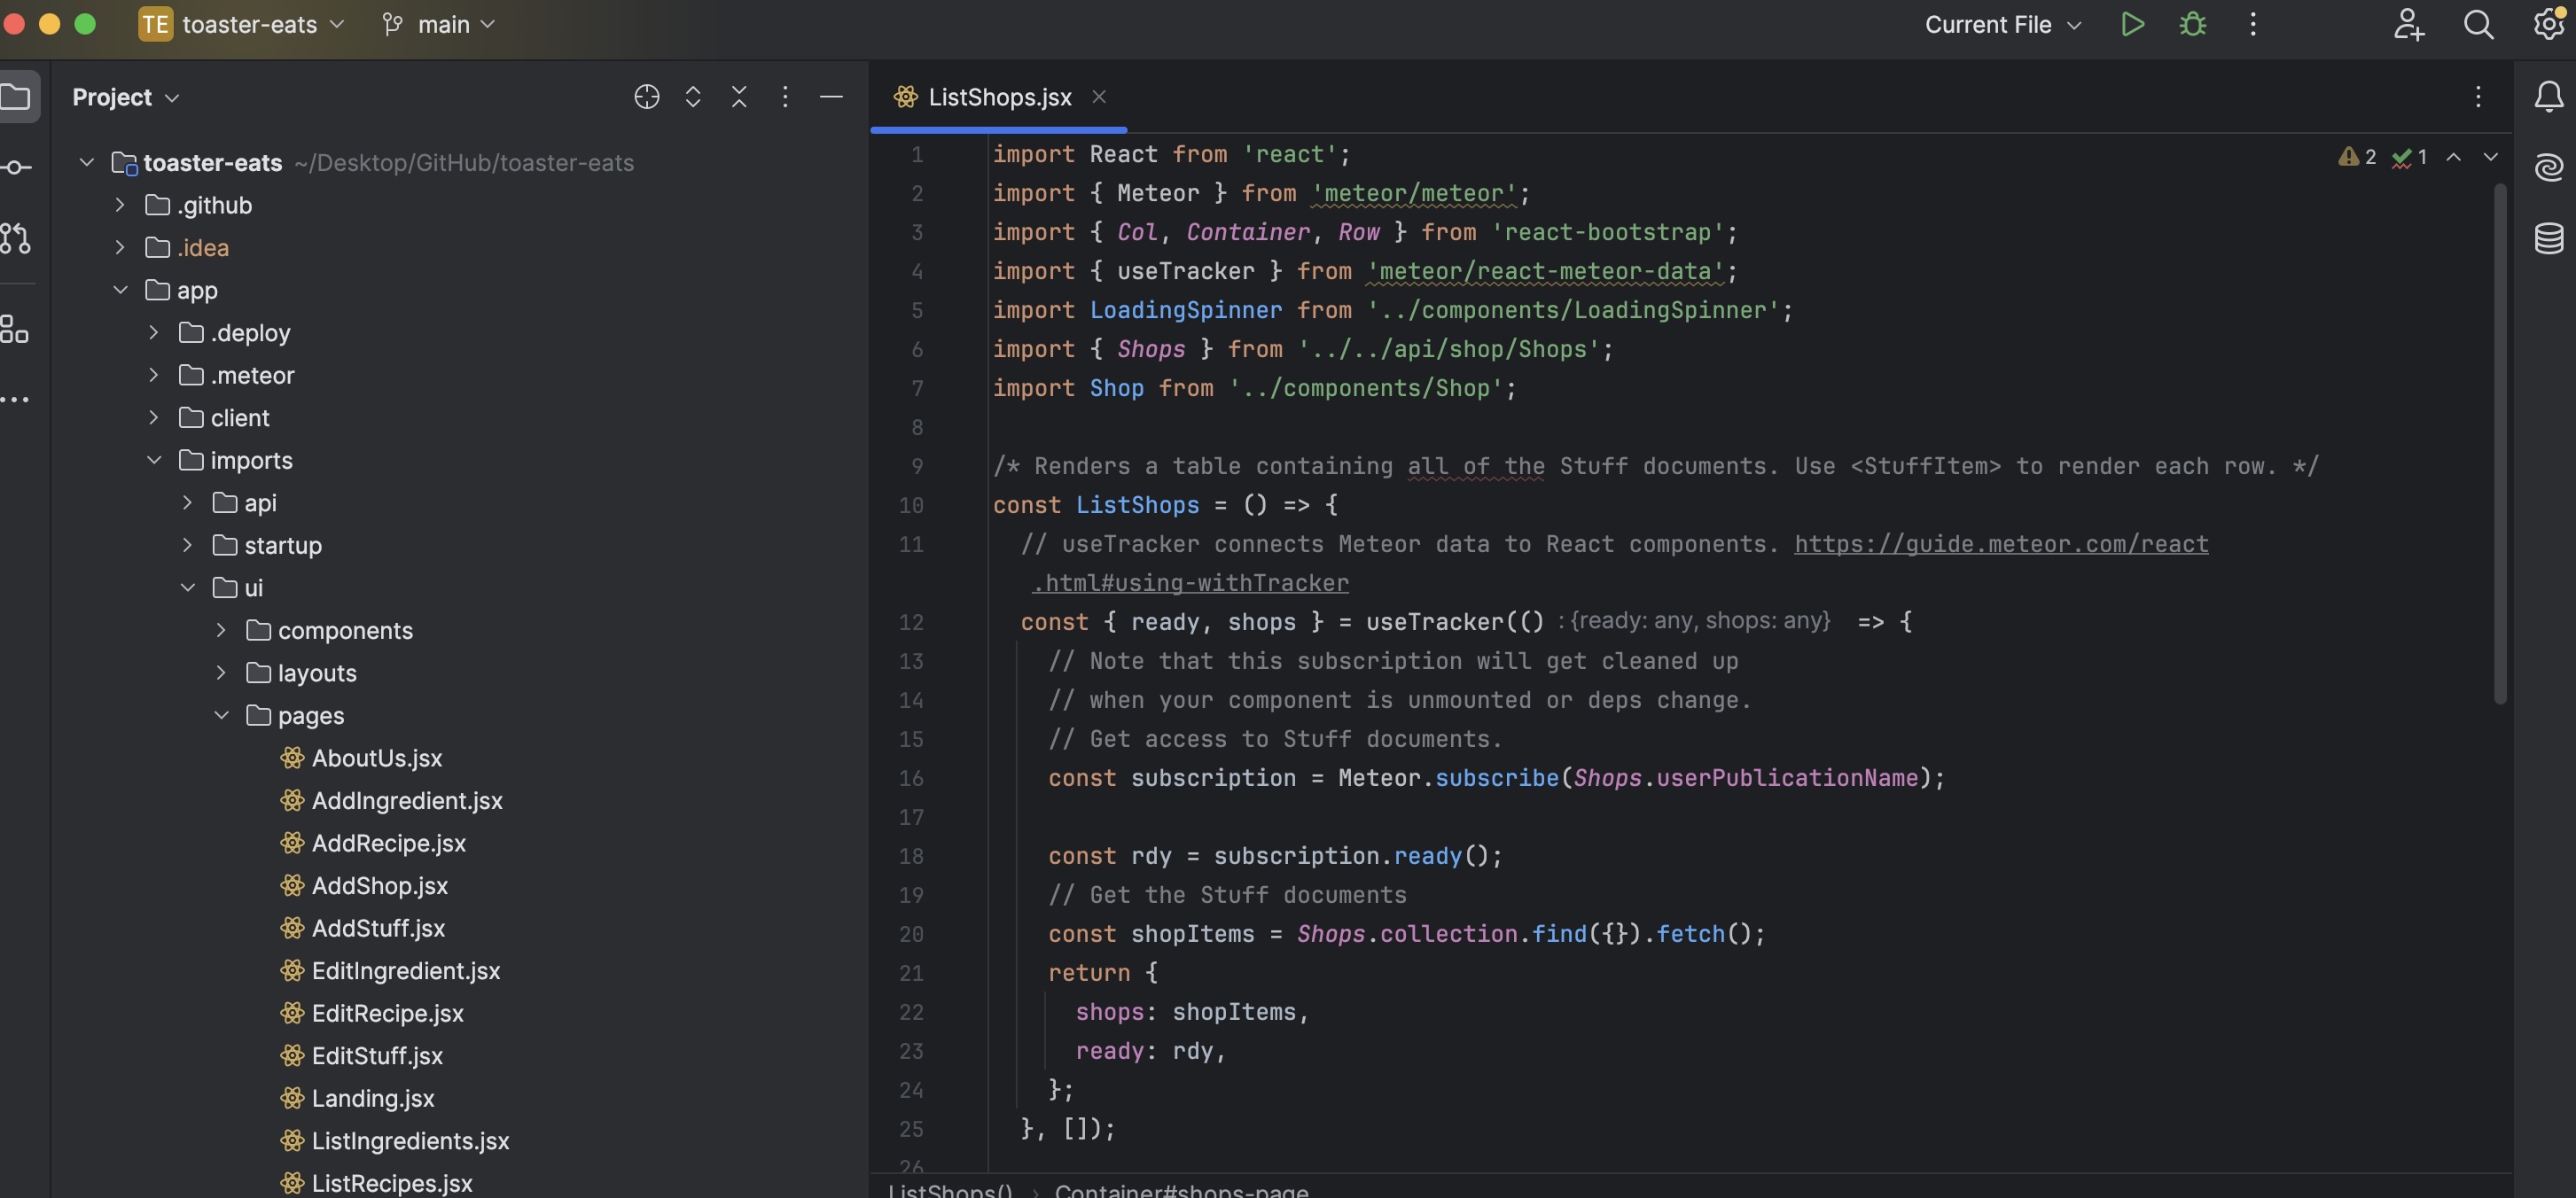 TE toaster-eats main Current File
Project
toaster-eats ~/Desktop/GitHub/toaster-eats
.github
.idea
app
.deploy
.meteor
client
imports
api
startup
ui
components
layouts
pages
AboutUs.jsx
AddIngredient.jsx
AddRecipe.jsx
AddShop.jsx
AddStuff.jsx
EditIngredient.jsx
EditRecipe.jsx
EditStuff.jsx
Landing.jsx
ListIngredients.jsx
ListRecipes.jsx
ListShops.jsx
2 1
1 import React from 'react';
2 import { Meteor } from 'meteor/meteor';
3 import { Col, Container, Row } from 'react-bootstrap';
4 import { useTracker } from 'meteor/react-meteor-data';
5 import LoadingSpinner from '../components/LoadingSpinner';
6 import { Shops } from '../../api/shop/Shops';
7 import Shop from '../components/Shop';
8
9 /* Renders a table containing all of the Stuff documents. Use <StuffItem> to render each row. */
10 const ListShops = () => {
11 // useTracker connects Meteor data to React components. https://guide.meteor.com/react
.html#using-withTracker
12 const { ready, shops } = useTracker(() : {ready: any, shops: any} => {
13 // Note that this subscription will get cleaned up
14 // when your component is unmounted or deps change.
15 // Get access to Stuff documents.
16 const subscription = Meteor.subscribe(Shops.userPublicationName);
17
18 const rdy = subscription.ready();
19 // Get the Stuff documents
20 const shopItems = Shops.collection.find({}).fetch();
21 return {
22 shops: shopItems,
23 ready: rdy,
24 };
25 }, []);
26
ListShops() › Container#shops-page